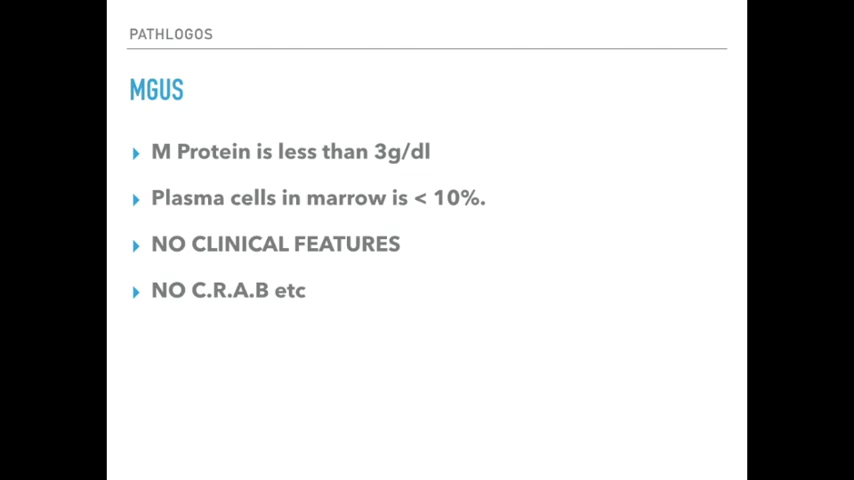 PATHLOGOS
MGUS
M Protein is less than 3g/dl
Plasma cells in marrow is < 10%.
NO CLINICAL FEATURES
NO C.R.A.B etc